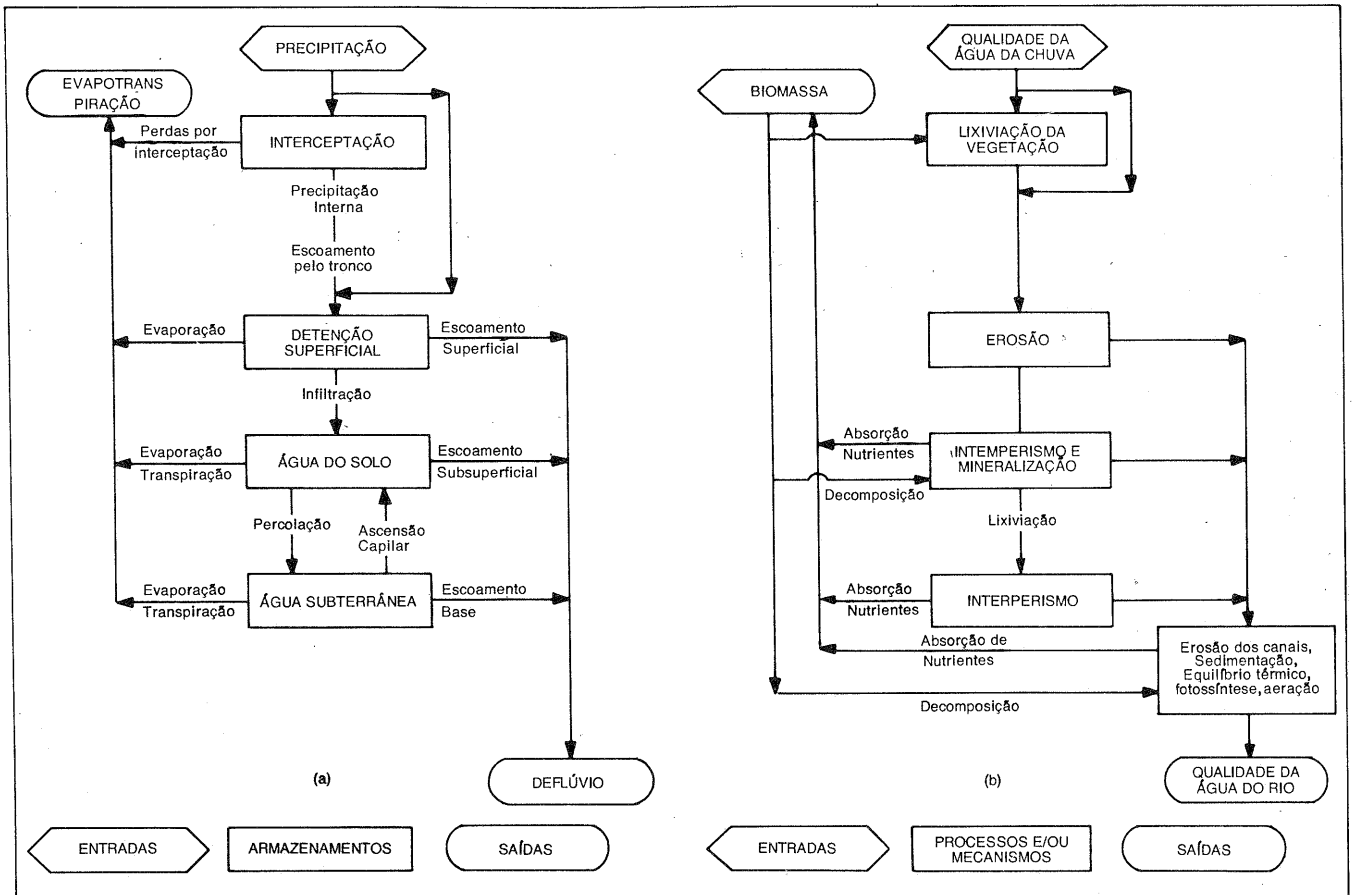 PRECIPITAÇÃO
EVAPOTRANS
PIRAÇÃO
Perdas por
interceptação
INTERCEPTAÇÃO
Precipitação
Interna
Escoamento
pelo tronco
Evaporação
DETENÇÃO
SUPERFICIAL
Escoamento
Superficial
Infiltração
Evaporação
Transpiração
ÁGUA DO SOLO
Escoamento
Subsuperficial
Percolação
Ascensão
Capilar
Evaporação
Transpiração
ÁGUA SUBTERRÂNEA
Escoamento
Base
(a)
DEFLÚVIO
ENTRADAS
ARMAZENAMENTOS
SAÍDAS
QUALIDADE DA
ÁGUA DA CHUVA
BIOMASSA
LIXIVIAÇÃO DA
VEGETAÇÃO
EROSÃO
Absorção
Nutrientes
INTEMPERISMO E
MINERALIZAÇÃO
Decomposição
Lixiviação
Absorção
Nutrientes
INTERPERISMO
Absorção de
Nutrientes
Erosão dos canais,
Sedimentação,
Equilíbrio térmico,
fotossíntese, aeração
Decomposição
(b)
QUALIDADE DA
ÁGUA DO RIO
ENTRADAS
PROCESSOS E/OU
MECANISMOS
SAÍDAS